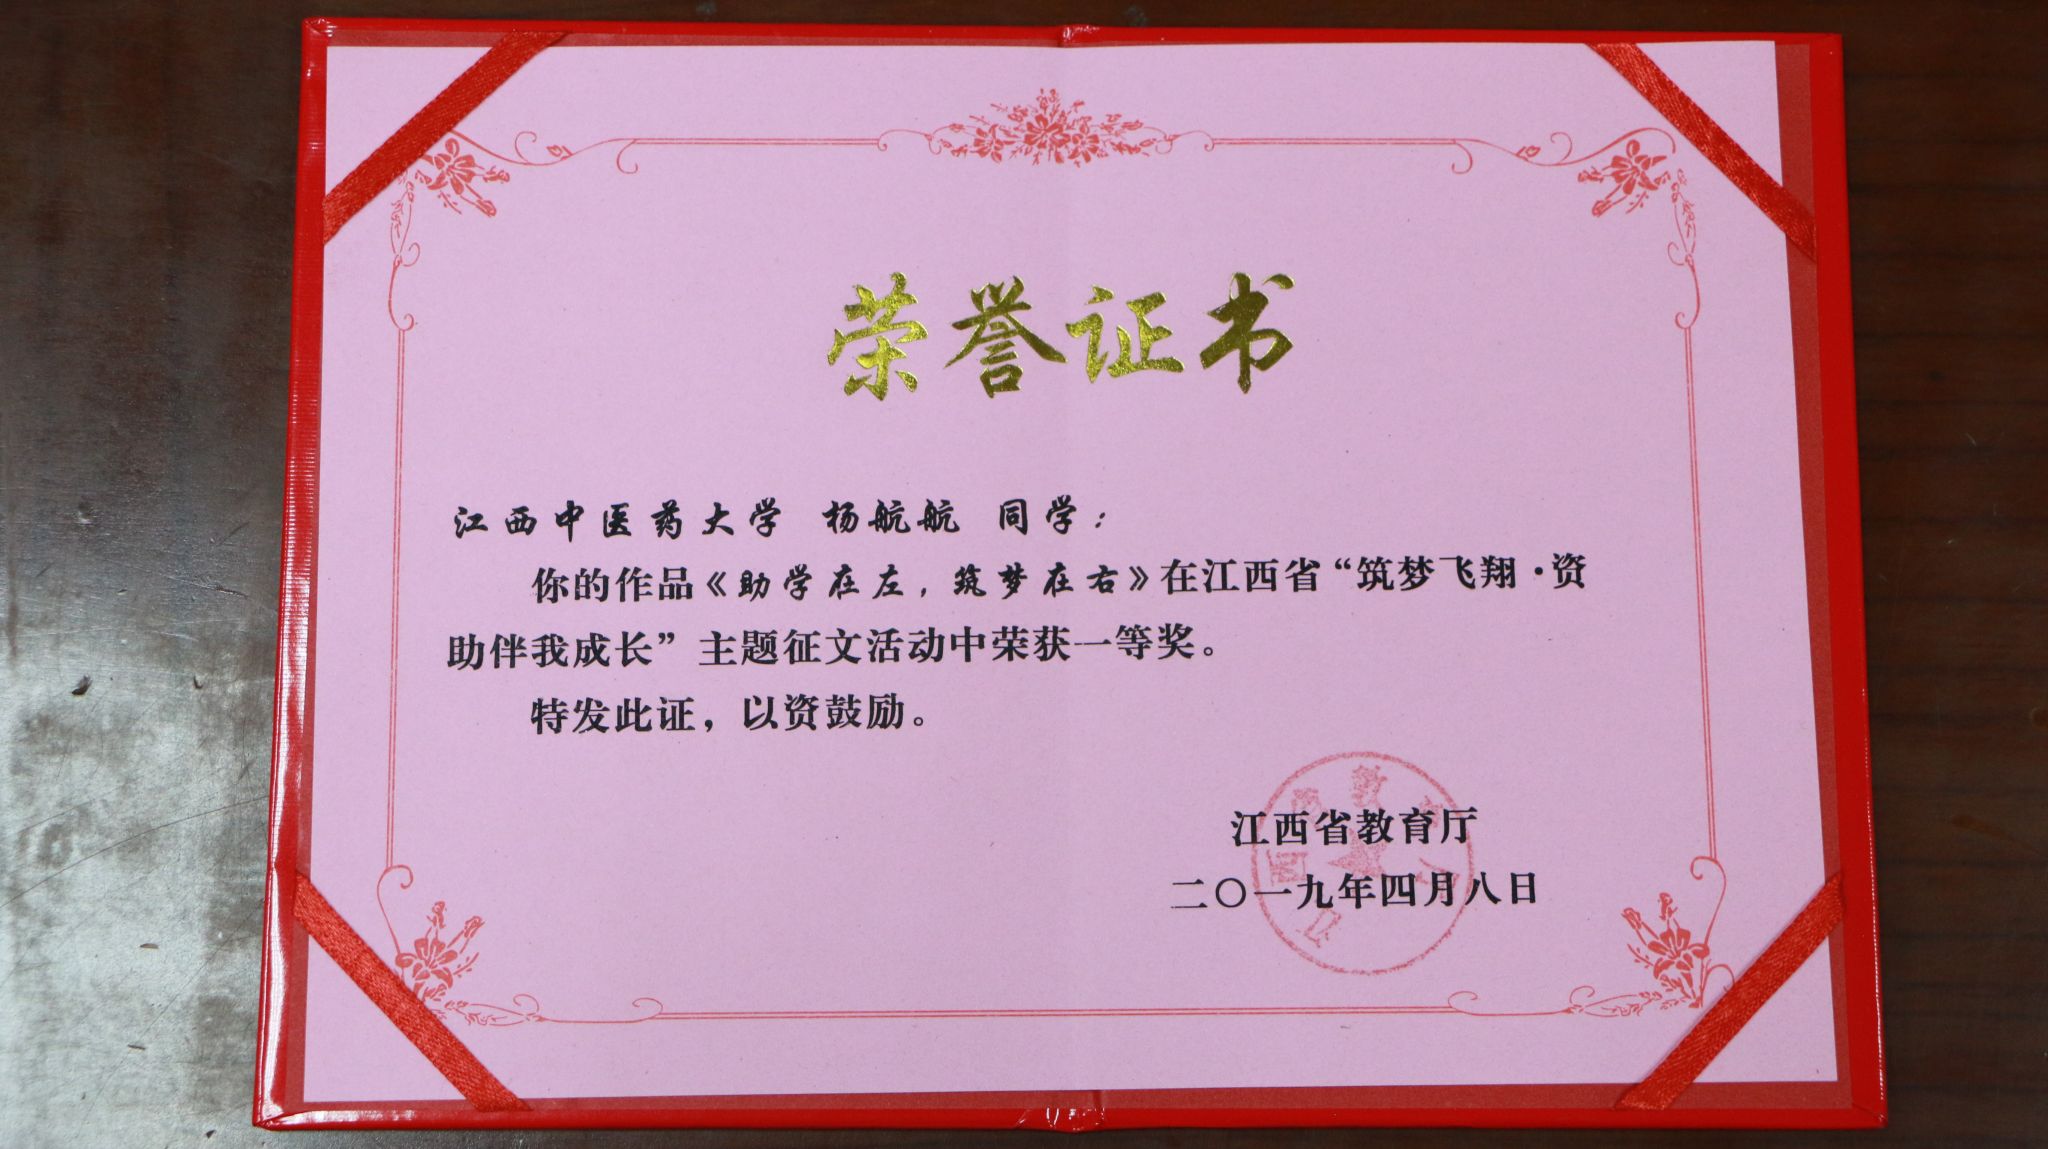 荣誉证书
江西中医药大学 杨航航 同学：
你的作品《助学在左，筑梦在右》在江西省“筑梦飞翔·资
助伴我成长”主题征文活动中荣获一等奖。
特发此证，以资鼓励。
江西省教育厅
二〇一九年四月八日